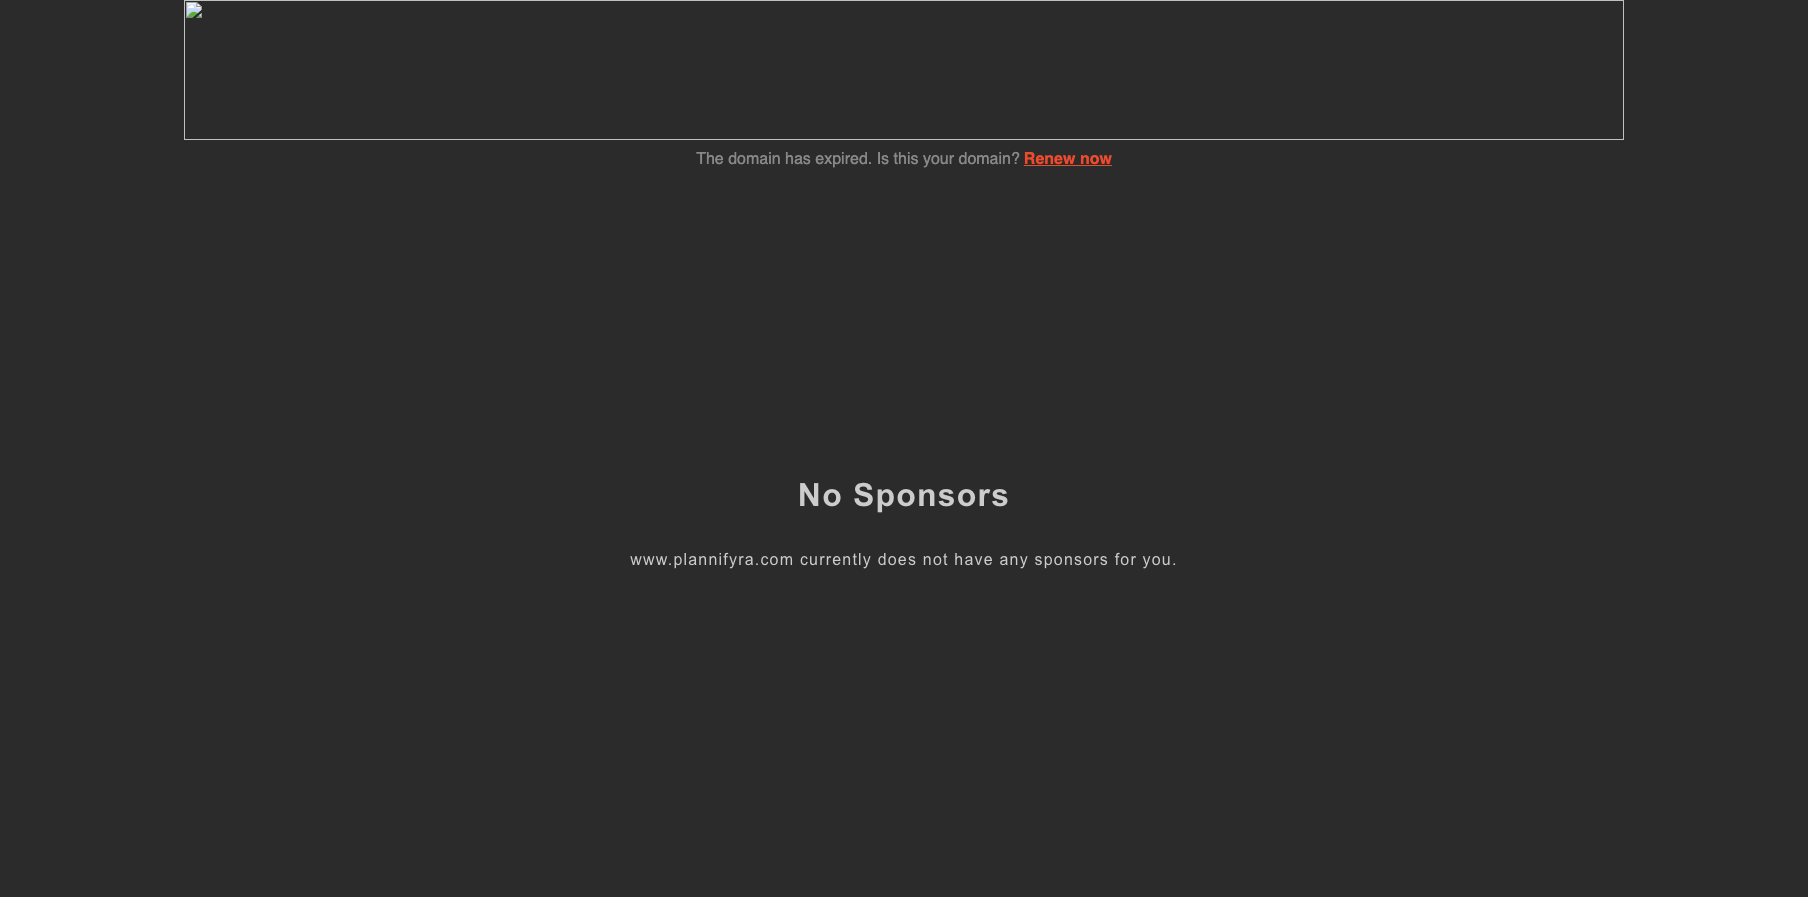 The domain has expired. Is this your domain? Renew now
No Sponsors
www.plannifyra.com currently does not have any sponsors for you.